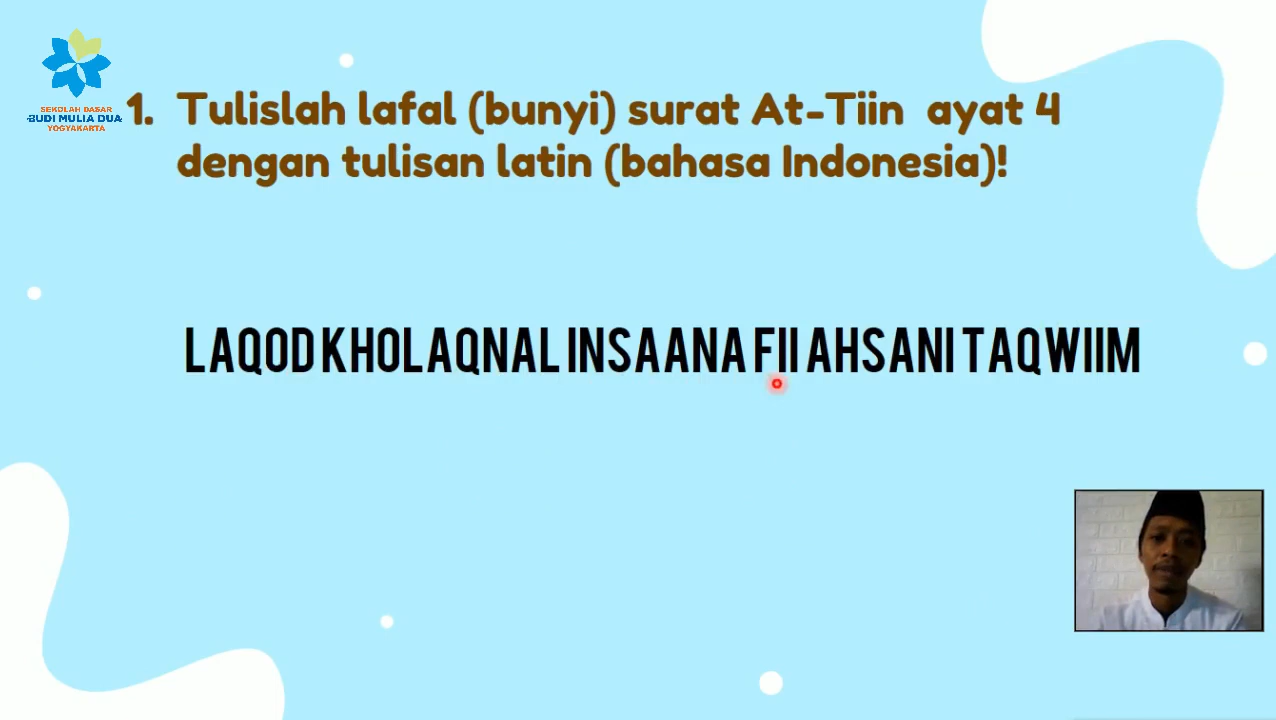 SEKOLAH DASAR
BUDI MULIA DUA
YOGYAKARTA
1. Tulislah lafal (bunyi) surat At-Tiin ayat 4
dengan tulisan latin (bahasa Indonesia)!
LAQOD KHOLAQNAL INSAANA FII AHSANI TAQWIIM